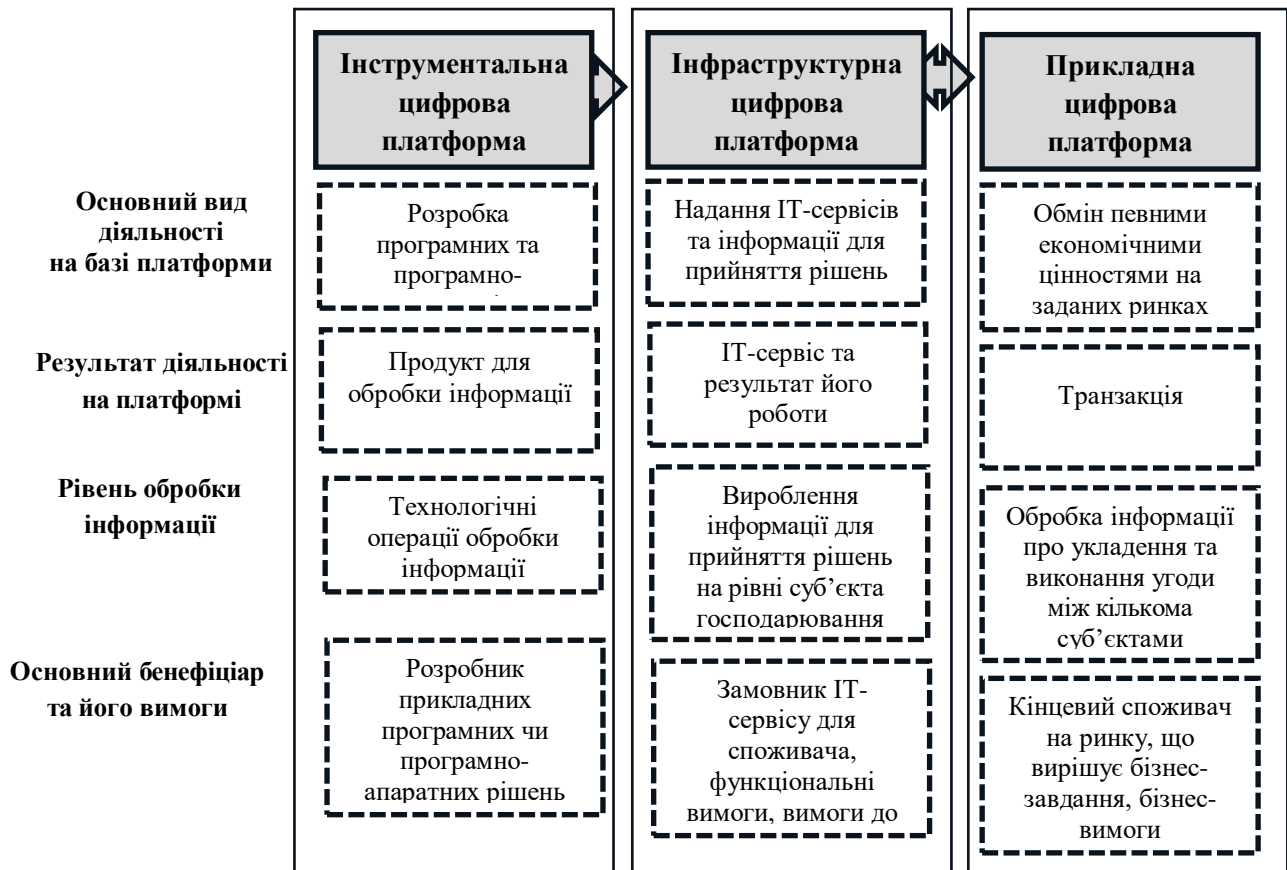 Інструментальна
цифрова
платформа
Інфраструктурна
цифрова
платформа
Прикладна
цифрова
платформа
Основний вид
діяльності
на базі платформи
Розробка
програмних та
програмно-
Надання ІТ-сервісів
та інформації для
прийняття рішень
Обмін певними
економічними
цінностями на
заданих ринках
Результат діяльності
на платформі
Продукт для
обробки інформації
ІТ-сервіс та
результат його
роботи
Транзакція
Рівень обробки
інформації
Технологічні
операції обробки
інформації
Вироблення
інформації для
прийняття рішень
на рівні суб’єкта
господарювання
Обробка інформації
про укладення та
виконання угоди
між кількома
суб’єктами
Основний бенефіціар
та його вимоги
Розробник
прикладних
програмних чи
програмно-
апаратних рішень
Замовник ІТ-
сервісу для
споживача,
функціональні
вимоги, вимоги до
Кінцевий споживач
на ринку, що
вирішує бізнес-
завдання, бізнес-
вимоги